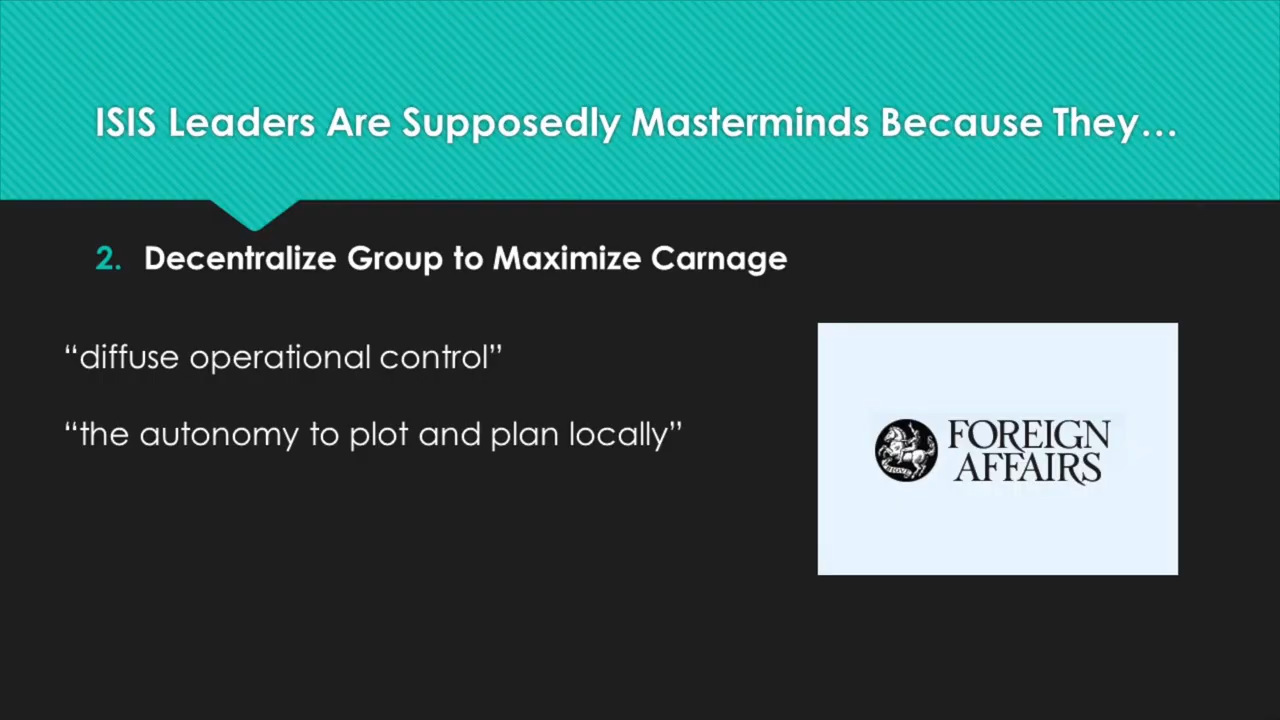 ISIS Leaders Are Supposedly Masterminds Because They…
2. Decentralize Group to Maximize Carnage
“diffuse operational control”
“the autonomy to plot and plan locally”
FOREIGN
AFFAIRS